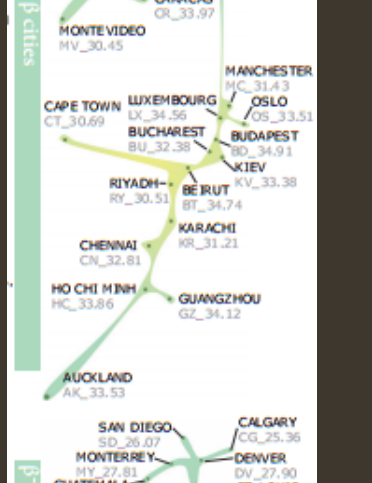 β cities
CARACAS
CR_33.97
MONTEVIDEO
MV_30.45
MANCHESTER
MC_31.43
CAPE TOWN
CT_30.69
LUXEMBOURG
LX_34.56
OSLO
OS_33.51
BUCHAREST
BU_32.38
BUDAPEST
BD_34.91
KIEV
KV_33.38
RIYADH
RY_30.51
BEIRUT
BT_34.74
KARACHI
KR_31.21
CHENNAI
CN_32.81
HO CHI MINH
HC_33.86
GUANGZHOU
GZ_34.12
AUCKLAND
AK_33.53
SAN DIEGO
SD_26.07
CALGARY
CG_25.36
MONTERREY
MY_27.81
DENVER
DV_27.90
β-